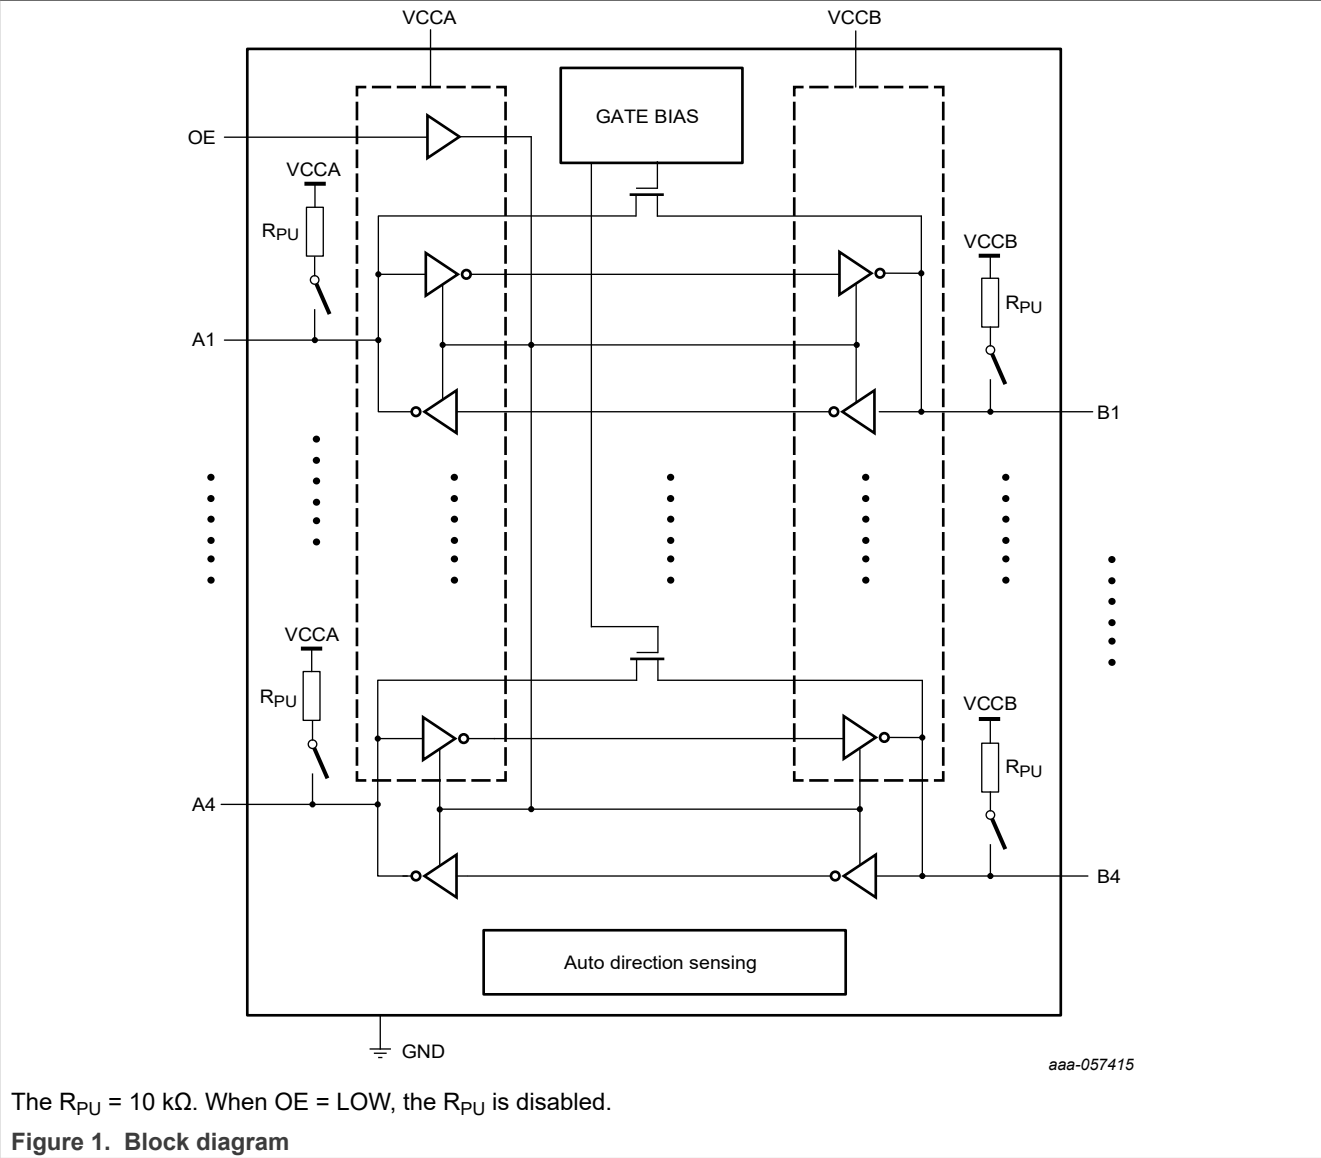 VCCA
VCCB
GATE BIAS
OE
VCCA
RPU
VCCB
RPU
A1
B1
VCCA
RPU
VCCB
RPU
A4
B4
Auto direction sensing
GND
aaa-057415
The RPU = 10 kΩ. When OE = LOW, the RPU is disabled.
Figure 1. Block diagram